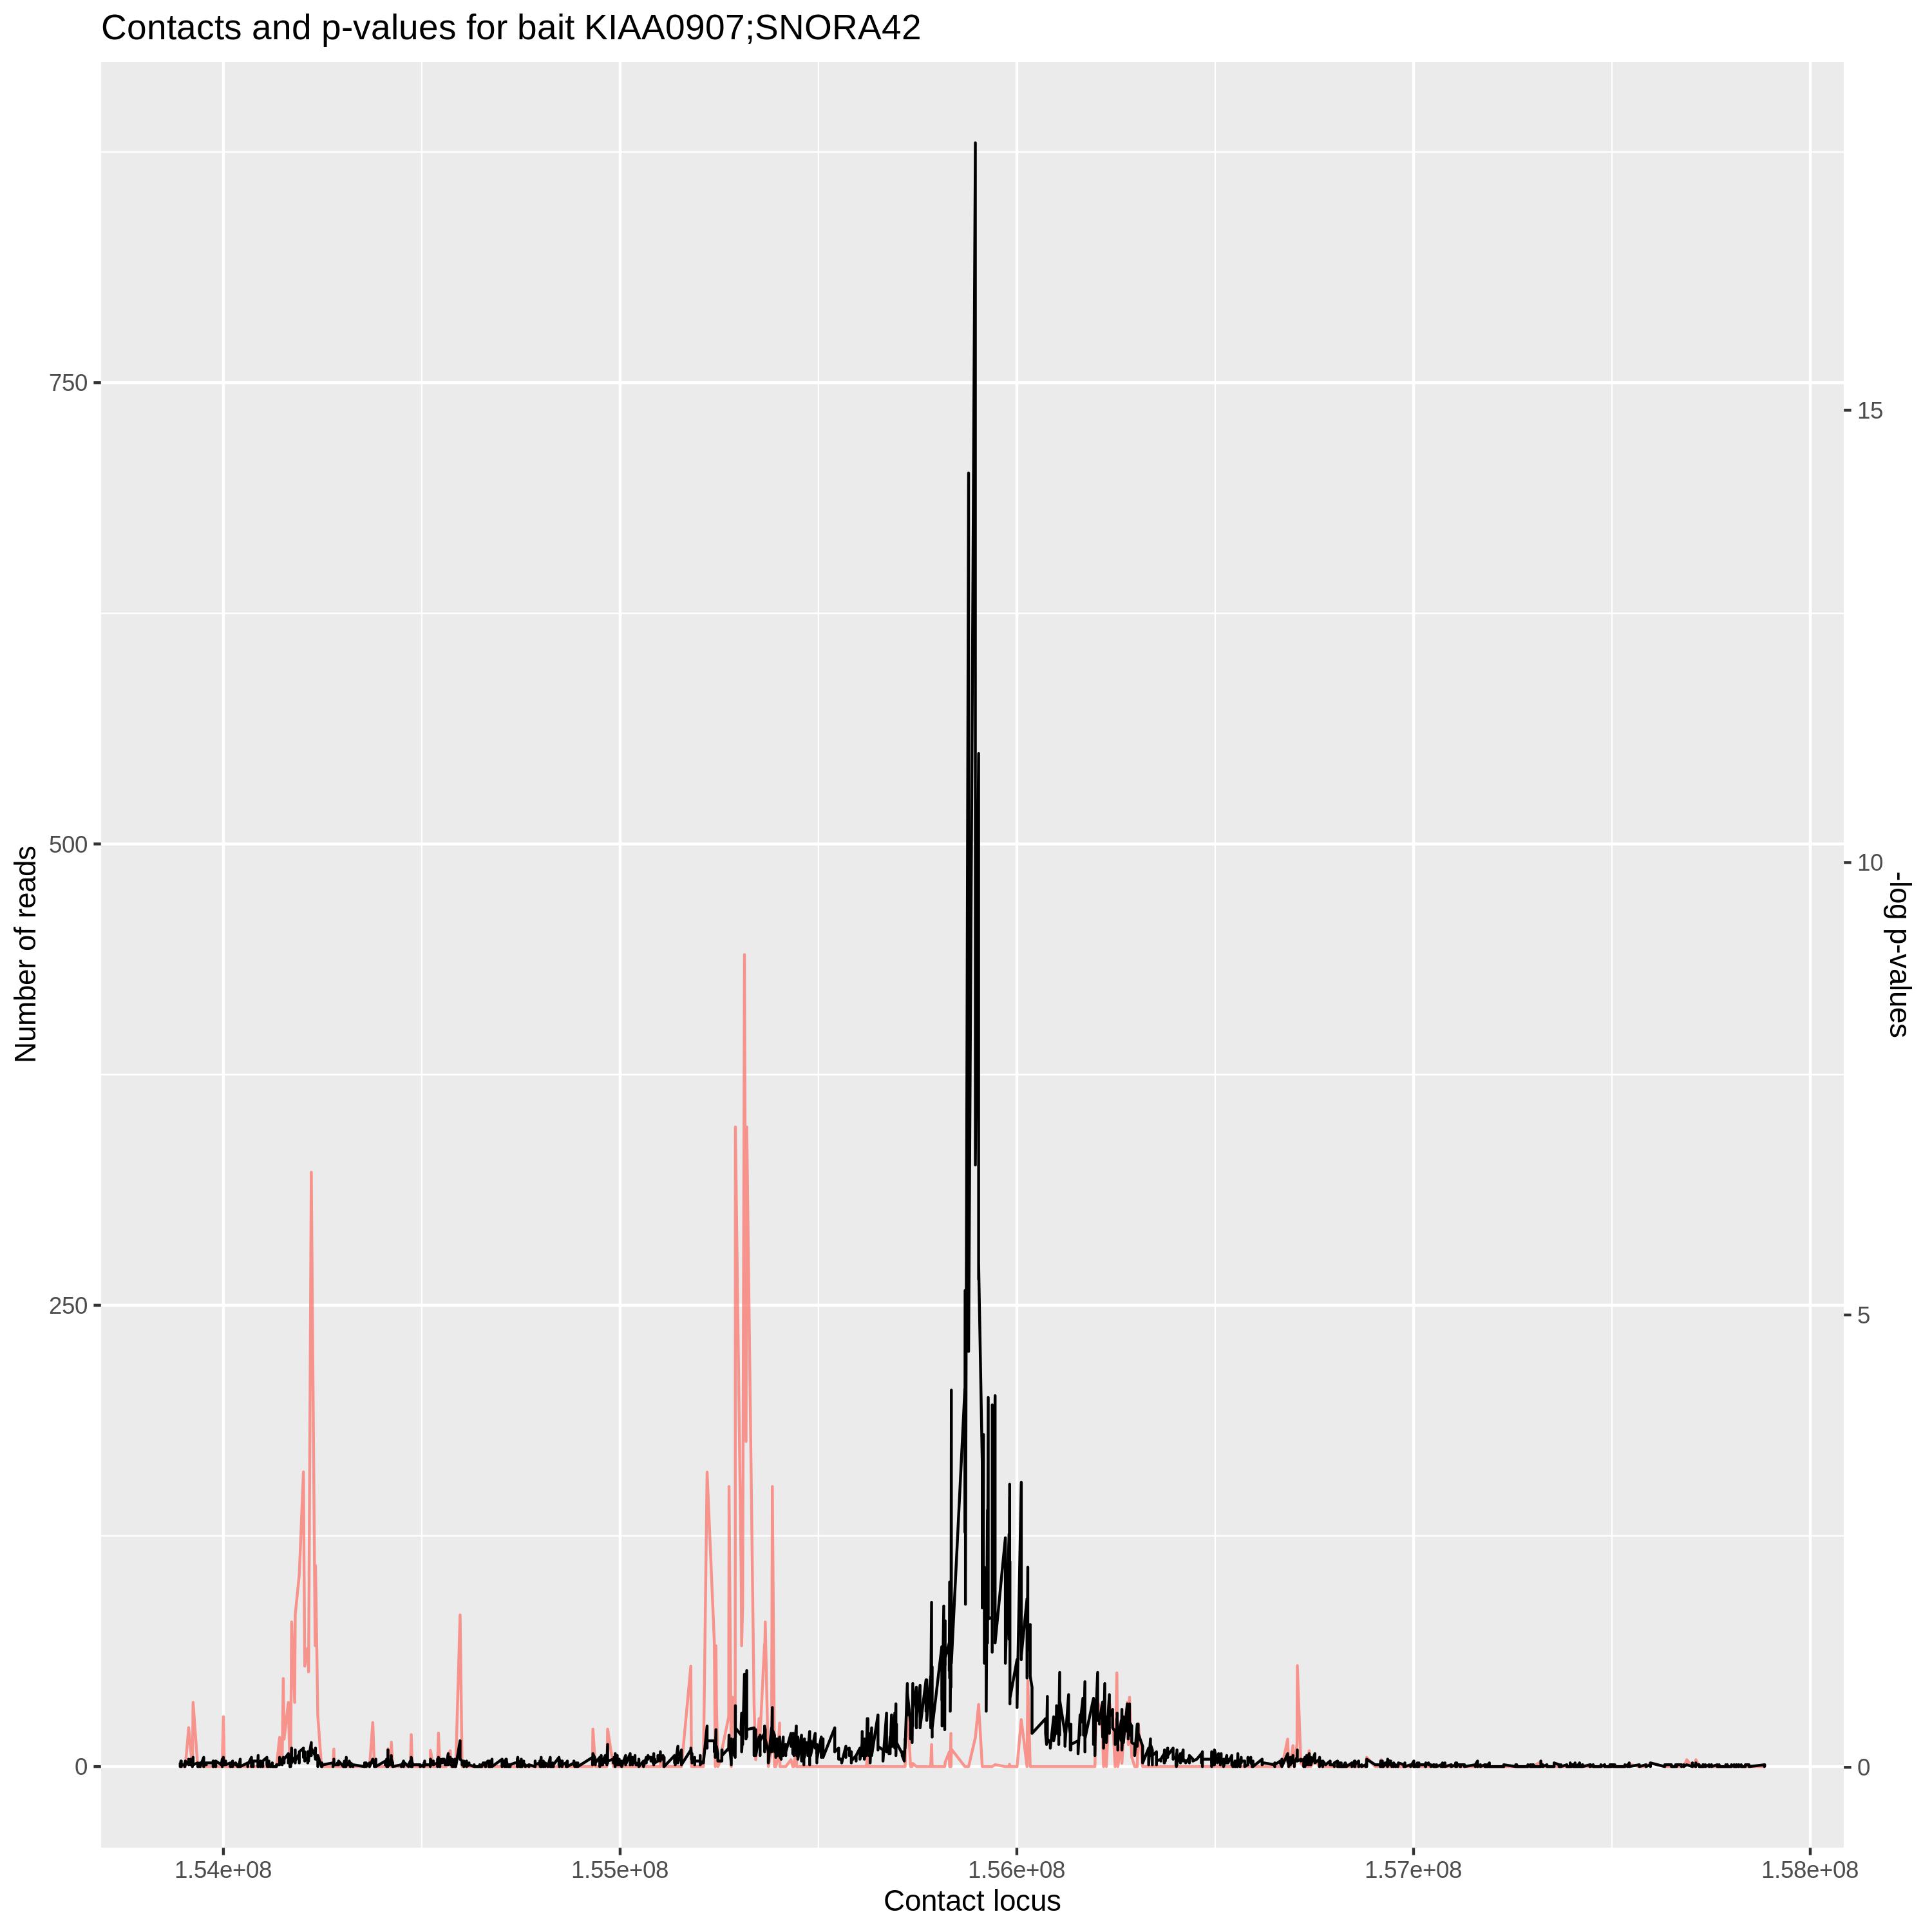 Contacts and p-values for bait KIAA0907;SNORA42
750
500
250
0
15
10
5
0
Number of reads
-log p-values
1.54e+08 1.55e+08 1.56e+08 1.57e+08 1.58e+08
Contact locus